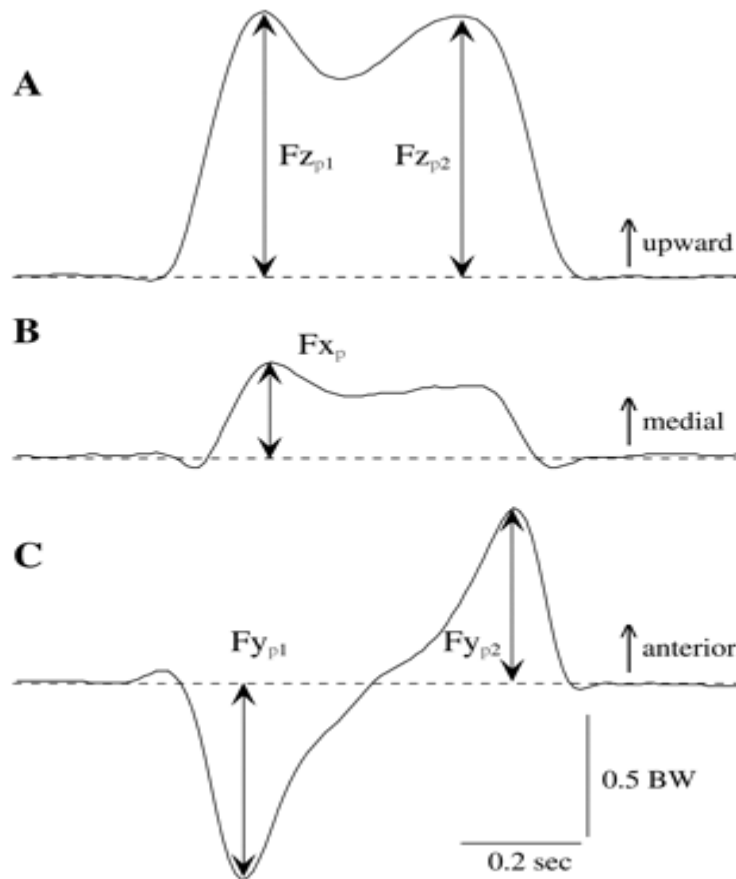 A
Fzp1
Fzp2
upward
B
Fxp
medial
C
Fyp1
Fyp2
anterior
0.5 BW
0.2 sec